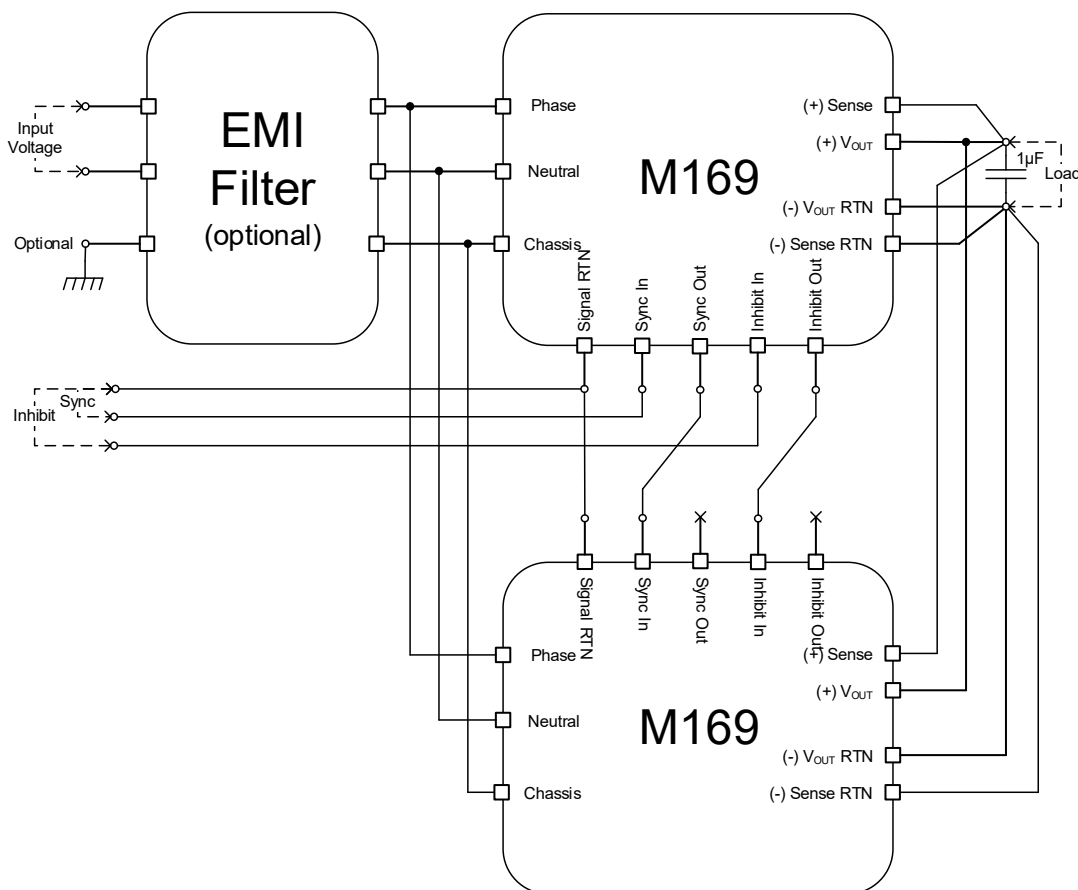 EMI
Filter
(optional)
Input
Voltage
Optional
M169
Phase
Neutral
Chassis
(+) Sense
(+) VOUT
(-) VOUT RTN
(-) Sense RTN
1µF
Load
Signal RTN
Sync In
Sync Out
Inhibit In
Inhibit Out
Sync
Inhibit
Signal RTN
Sync In
Sync Out
Inhibit In
Inhibit Out
M169
Phase
Neutral
Chassis
(+) Sense
(+) VOUT
(-) VOUT RTN
(-) Sense RTN